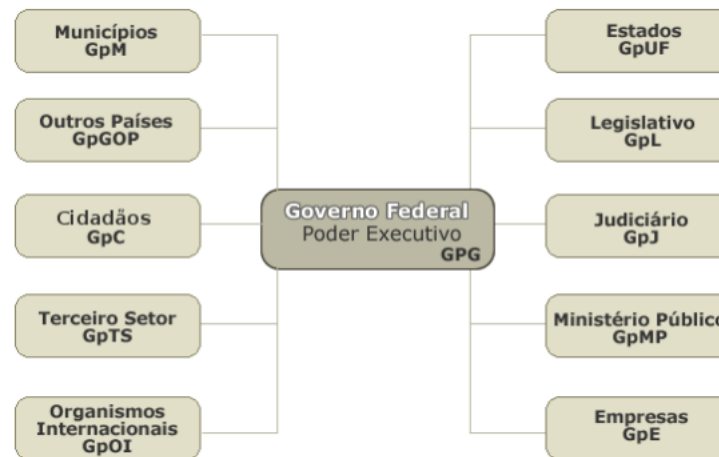 Municípios
GpM
Outros Países
GpGOP
Cidadãos
GpC
Terceiro Setor
GpTS
Organismos
Internacionais
GpOI
Governo Federal
Poder Executivo
GPG
Estados
GpUF
Legislativo
GpL
Judiciário
GpJ
Ministério Público
GpMP
Empresas
GpE